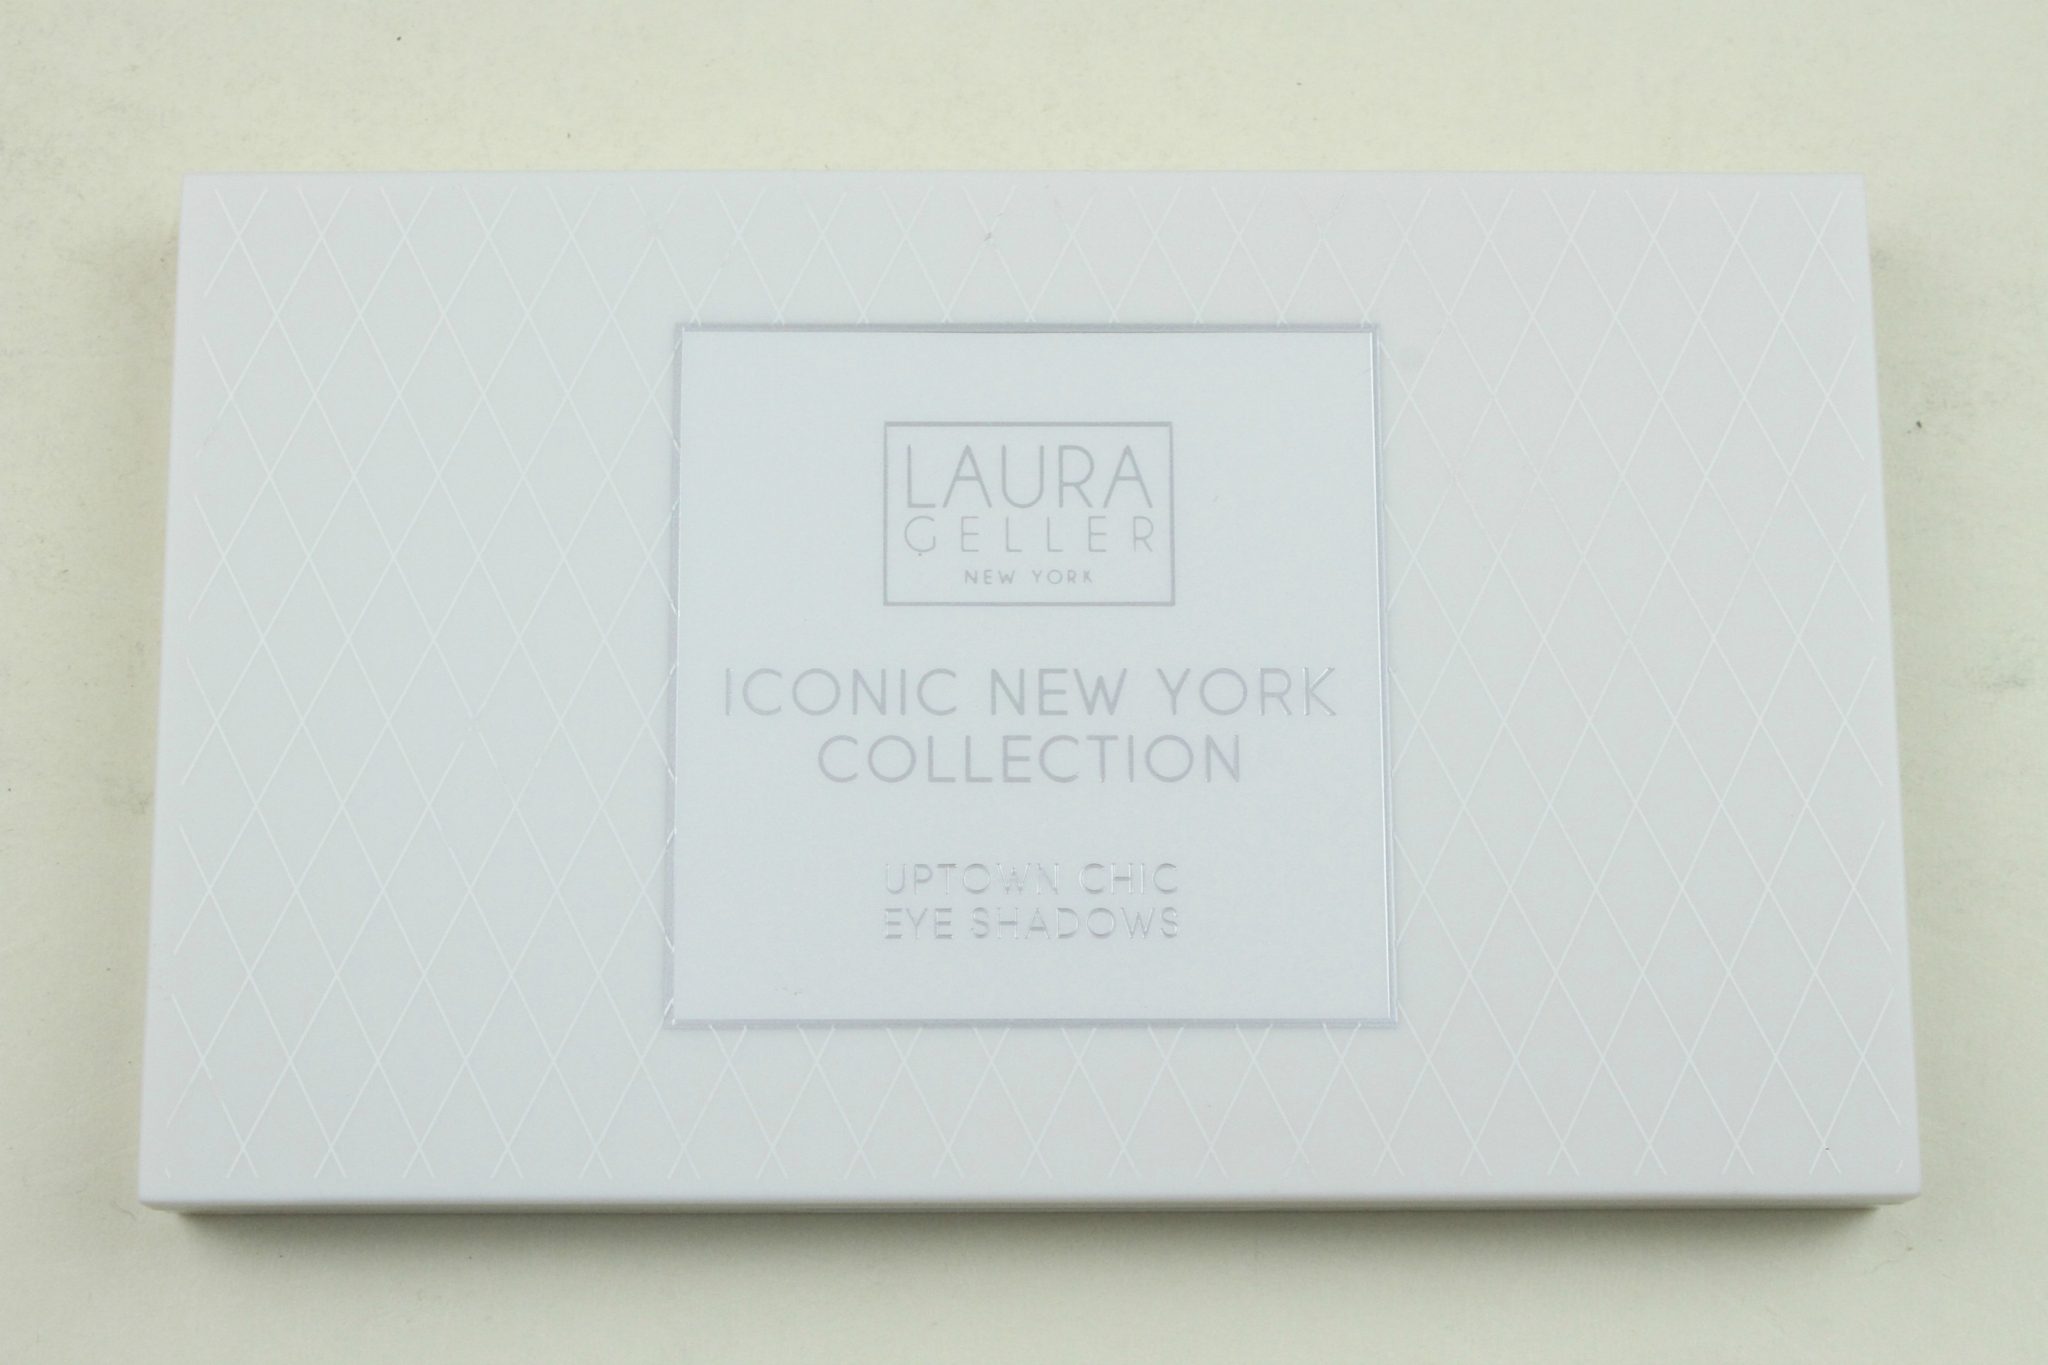 LAURA
GELLER
NEW YORK
ICONIC NEW YORK
COLLECTION
UPTOWN CHIC
EYE SHADOWS